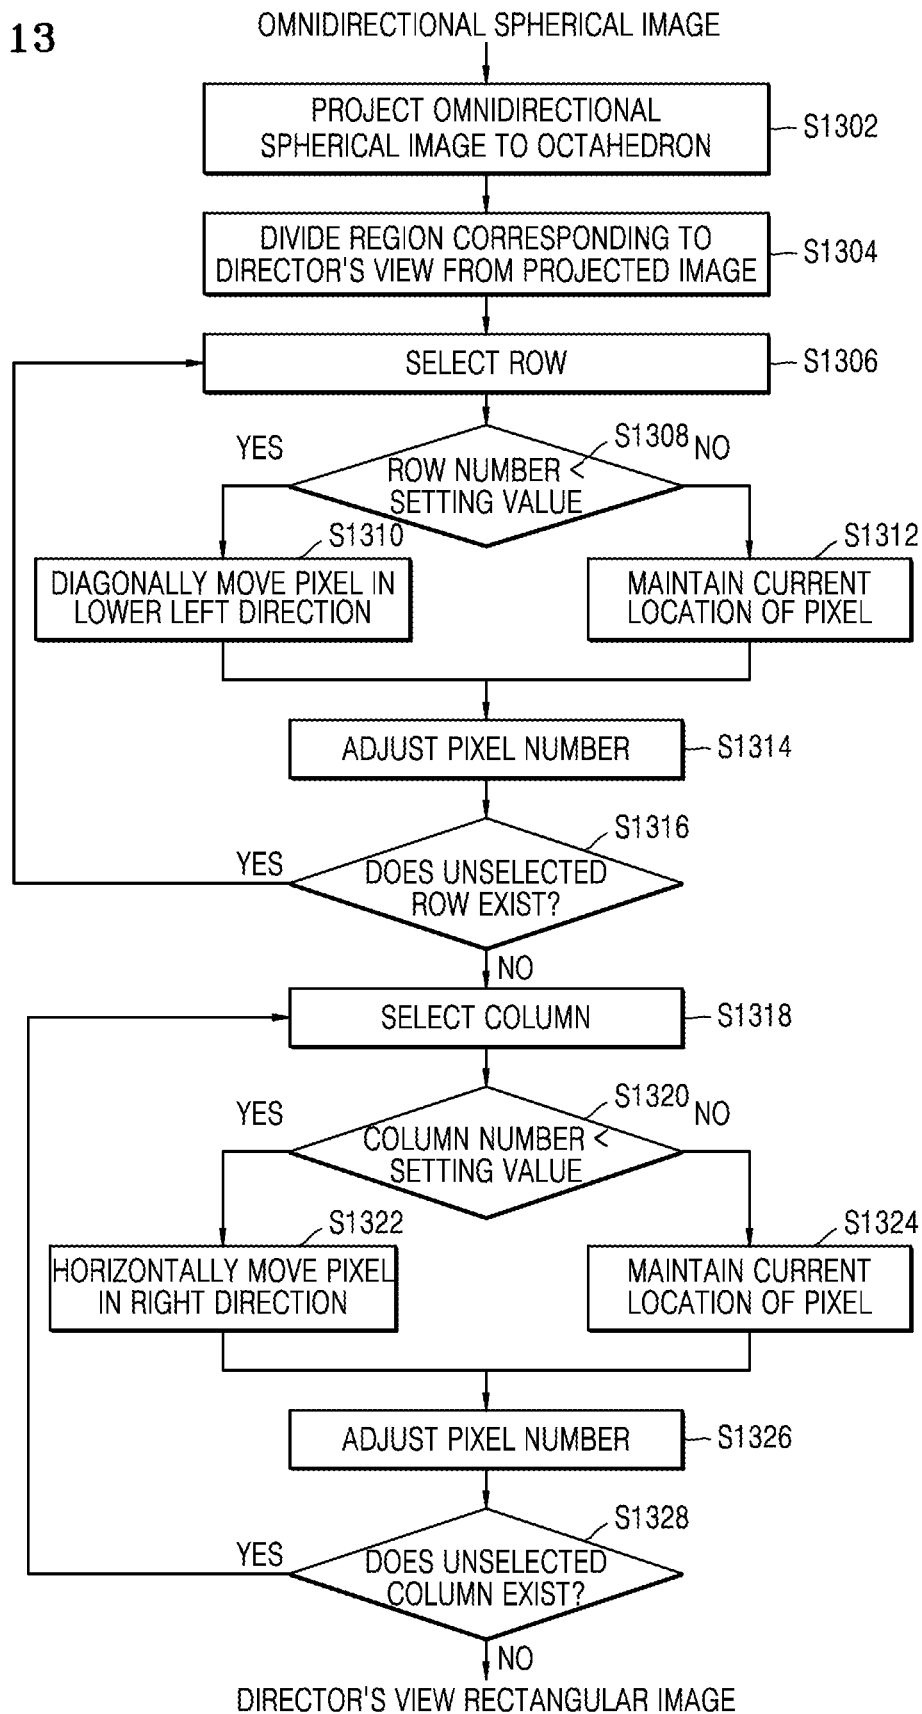 13
OMNIDIRECTIONAL SPHERICAL IMAGE
PROJECT OMNIDIRECTIONAL
SPHERICAL IMAGE TO OCTAHEDRON
S1302
DIVIDE REGION CORRESPONDING TO
DIRECTOR'S VIEW FROM PROJECTED IMAGE
S1304
SELECT ROW
S1306
S1308
YES
NO
ROW NUMBER <
SETTING VALUE
S1310
S1312
DIAGONALLY MOVE PIXEL IN
LOWER LEFT DIRECTION
MAINTAIN CURRENT
LOCATION OF PIXEL
ADJUST PIXEL NUMBER
S1314
S1316
YES
DOES UNSELECTED
ROW EXIST?
NO
SELECT COLUMN
S1318
S1320
YES
NO
COLUMN NUMBER <
SETTING VALUE
S1322
S1324
HORIZONTALLY MOVE PIXEL
IN RIGHT DIRECTION
MAINTAIN CURRENT
LOCATION OF PIXEL
ADJUST PIXEL NUMBER
S1326
S1328
YES
DOES UNSELECTED
COLUMN EXIST?
NO
DIRECTOR'S VIEW RECTANGULAR IMAGE